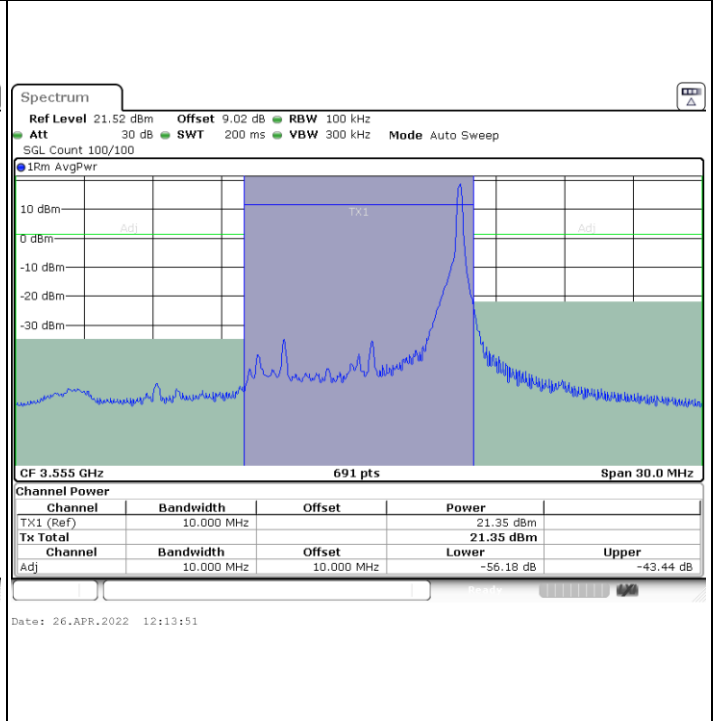 Spectrum
Ref Level 21.52 dBm Offset 9.02 dB RBW 100 kHz
Att 30 dB SWT 200 ms VBW 300 kHz Mode Auto Sweep
SGL Count 100/100
1Rm AvgPwr
10 dBm
TX1
Adj
Adj
0 dBm
-10 dBm
-20 dBm
-30 dBm
CF 3.555 GHz 691 pts Span 30.0 MHz
Channel Power
Channel Bandwidth Offset Power
TX1 (Ref) 10.000 MHz 21.35 dBm
Tx Total 21.35 dBm
Channel Bandwidth Offset Lower Upper
Adj 10.000 MHz 10.000 MHz -56.18 dB -43.44 dB
Ready
Date: 26.APR.2022 12:13:51